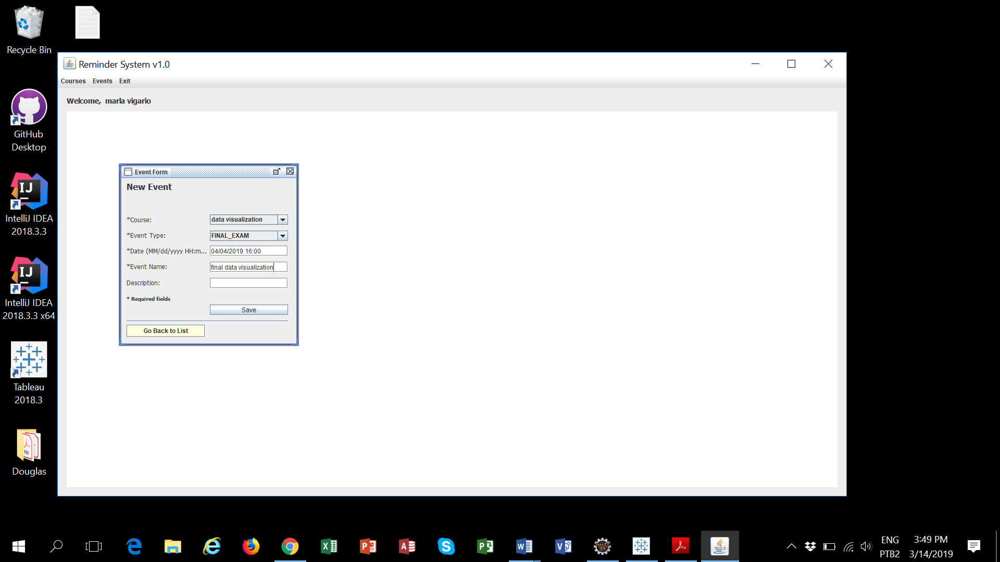 Recycle Bin
GitHub
Desktop
IntelliJ IDEA
2018.3.3
IntelliJ IDEA
2018.3.3 x64
Tableau
2018.3
Douglas
Reminder System v1.0
Courses Events Exit
Welcome, marla vigario
Event Form
New Event
*Course: data visualization
*Event Type: FINAL_EXAM
*Date (MM/dd/yyyy HH:m... 04/04/2019 16:00
*Event Name: final data visualization
Description:
* Required fields
Save
Go Back to List
ENG
PTB2
3:49 PM
3/14/2019